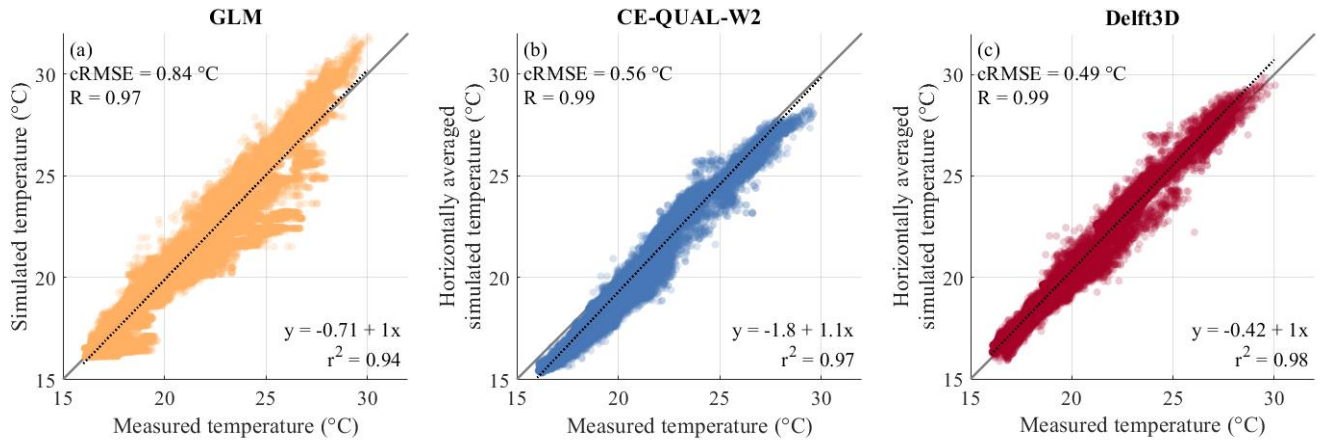 GLM
(a)
cRMSE = 0.84 °C
R = 0.97
y = -0.71 + 1x
r² = 0.94
30
25
20
15
15 20 25 30
Simulated temperature (°C)
Measured temperature (°C)
CE-QUAL-W2
(b)
cRMSE = 0.56 °C
R = 0.99
y = -1.8 + 1.1x
r² = 0.97
30
25
20
15
15 20 25 30
Horizontally averaged
simulated temperature (°C)
Measured temperature (°C)
Delft3D
(c)
cRMSE = 0.49 °C
R = 0.99
y = -0.42 + 1x
r² = 0.98
30
25
20
15
15 20 25 30
Horizontally averaged
simulated temperature (°C)
Measured temperature (°C)